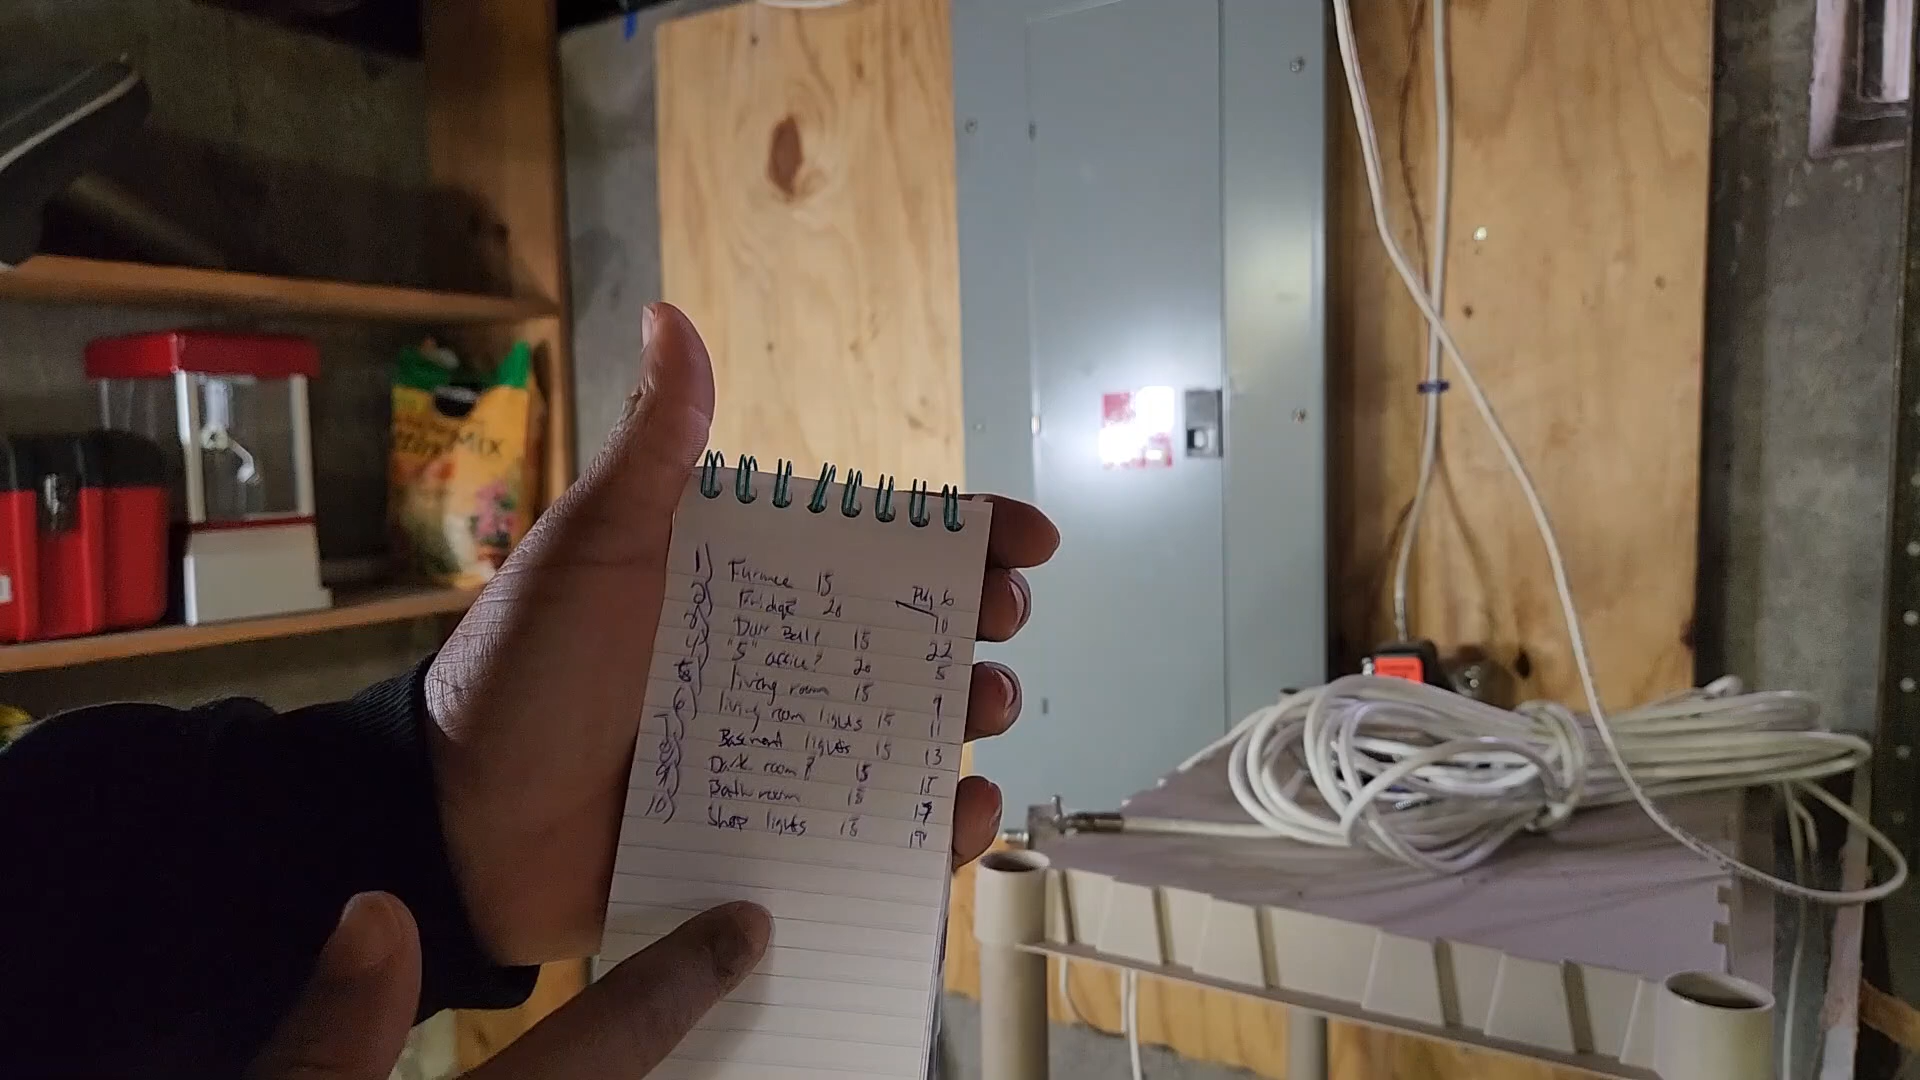 1) Furnace 15 6
2) Fridge 20 10
3) Door Bell 15 22
4) "5" office? 20 5
5) living room 15 9
6) living room lights 15 11
7) Basement lights 15 13
8) Dark room? 15 15
9) Bath room 15 17
10) Shop lights 15 19
Mix